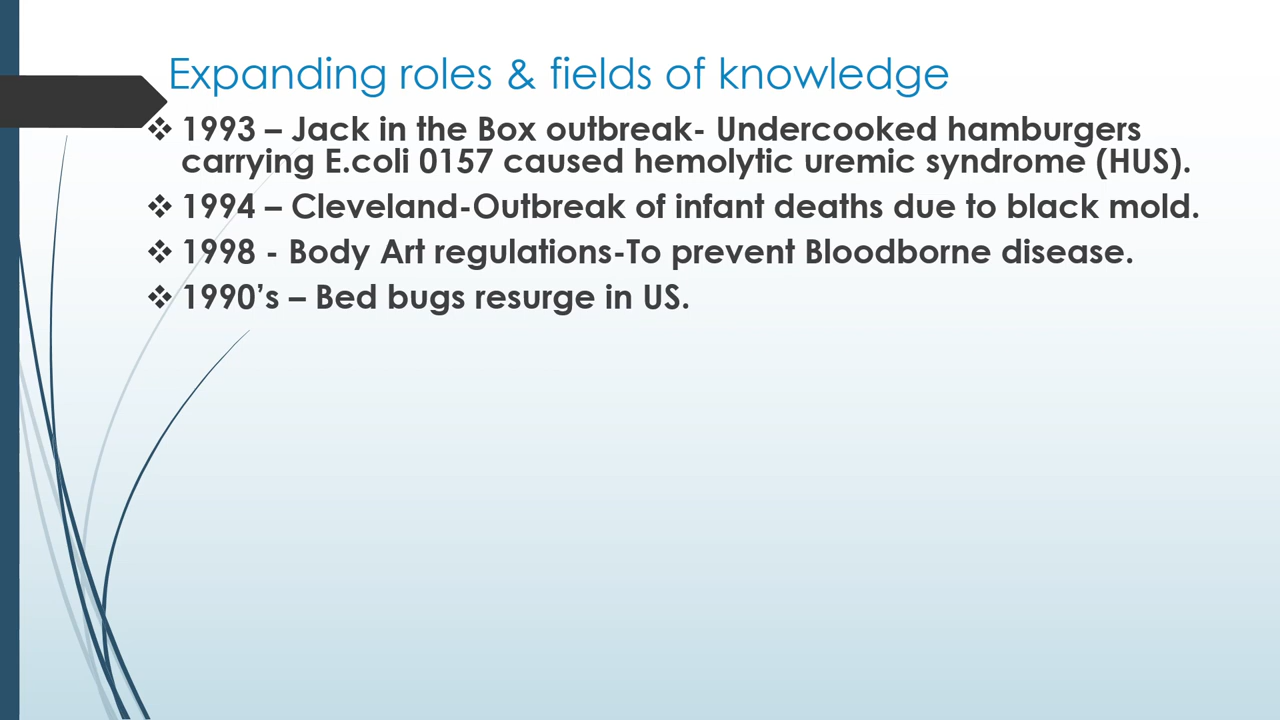 Expanding roles & fields of knowledge
❖ 1993 – Jack in the Box outbreak- Undercooked hamburgers
carrying E.coli 0157 caused hemolytic uremic syndrome (HUS).
❖ 1994 – Cleveland-Outbreak of infant deaths due to black mold.
❖ 1998 - Body Art regulations-To prevent Bloodborne disease.
❖ 1990’s – Bed bugs resurge in US.